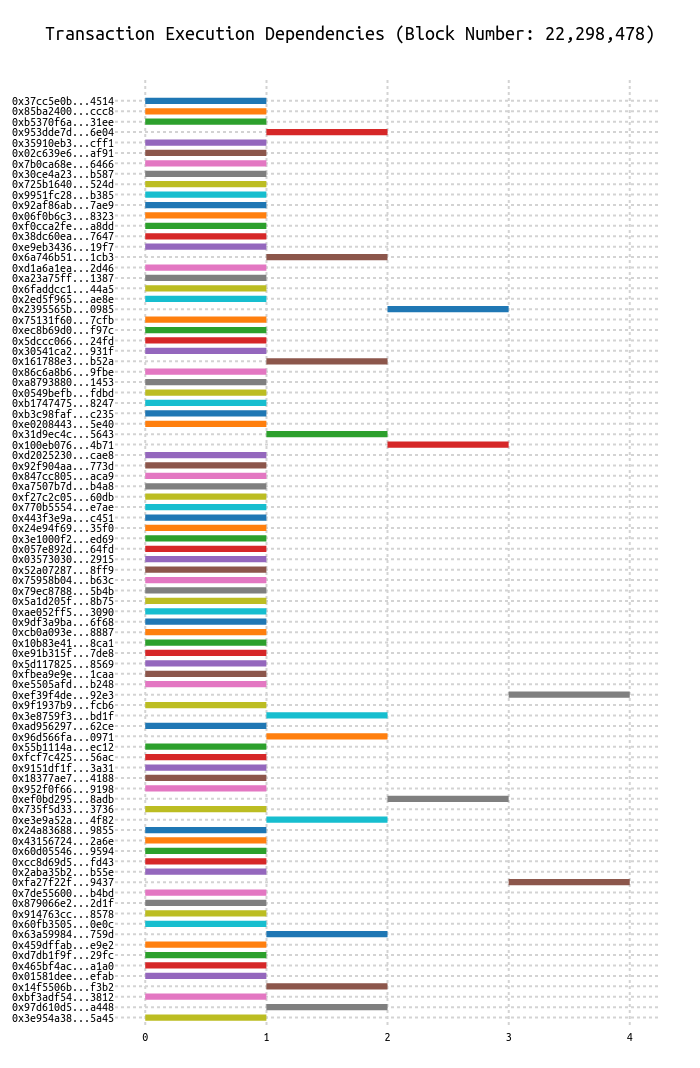 Transaction Execution Dependencies (Block Number: 22,298,478)
0x37cc5e0b...4514
0x85ba2400...ccc8
0xb5370f6a...31ee
0x953dde7d...6e04
0x35910eb3...cff1
0x02c639e6...af91
0x7b0ca68e...6466
0x30ce4a23...b587
0x725b1640...524d
0x9951fc28...b385
0x92af86ab...7ae9
0x06f0b6c3...8323
0xf0cca2fe...a8dd
0x38dc60ea...7647
0xe9eb3436...19f7
0x6a746b51...1cb3
0xd1a6a1ea...2d46
0xa23a75ff...1387
0x6faddcc1...44a5
0x2ed5f965...ae8e
0x2395565b...0985
0x75131f60...7cfb
0xec8b69d0...f97c
0x5dccc066...24fd
0x30541ca2...931f
0x161788e3...b52a
0x86c6a8b6...9fbe
0xa8793880...1453
0x0549befb...fdbd
0xb1747475...8247
0xb3c98faf...c235
0xe0208443...5e40
0x31d9ec4c...5643
0x100eb076...4b71
0xd2025230...cae8
0x92f904aa...773d
0x847cc805...aca9
0xa7507b7d...b4a8
0xf27c2c05...60db
0x770b5554...e7ae
0x443f3e9a...c451
0x24e94f69...35f0
0x3e1000f2...ed69
0x057e892d...64fd
0x03573030...2915
0x52a07287...8ff9
0x75958b04...b63c
0x79ec8788...5b4b
0x5a1d205f...8b75
0xae052ff5...3090
0x9df3a9ba...6f68
0xcb0a093e...8887
0x10b83e41...8ca1
0xe91b315f...7de8
0x5d117825...8569
0xfbea9e9e...1caa
0xe5505afd...b248
0xef39f4de...92e3
0x9f1937b9...fcb6
0x3e8759f3...bd1f
0xad956297...62ce
0x96d566fa...0971
0x55b1114a...ec12
0xfcf7c425...56ac
0x9151df1f...3a31
0x18377ae7...4188
0x952f0f66...9198
0xef0bd295...8adb
0x735f5d33...3736
0xe3e9a52a...4f82
0x24a83688...9855
0x43156724...2a6e
0x60d05546...9594
0xcc8d69d5...fd43
0x2aba35b2...b55e
0xfa27f22f...9437
0x7de55600...b4bd
0x879066e2...2d1f
0x914763cc...8578
0x60fb3505...0e0c
0x63a59984...759d
0x459dffab...e9e2
0xd7db1f9f...29fc
0x465bf4ac...a1a0
0x01581dee...efab
0x14f5506b...f3b2
0xbf3adf54...3812
0x97d610d5...a448
0x3e954a38...5a45
0 1 2 3 4